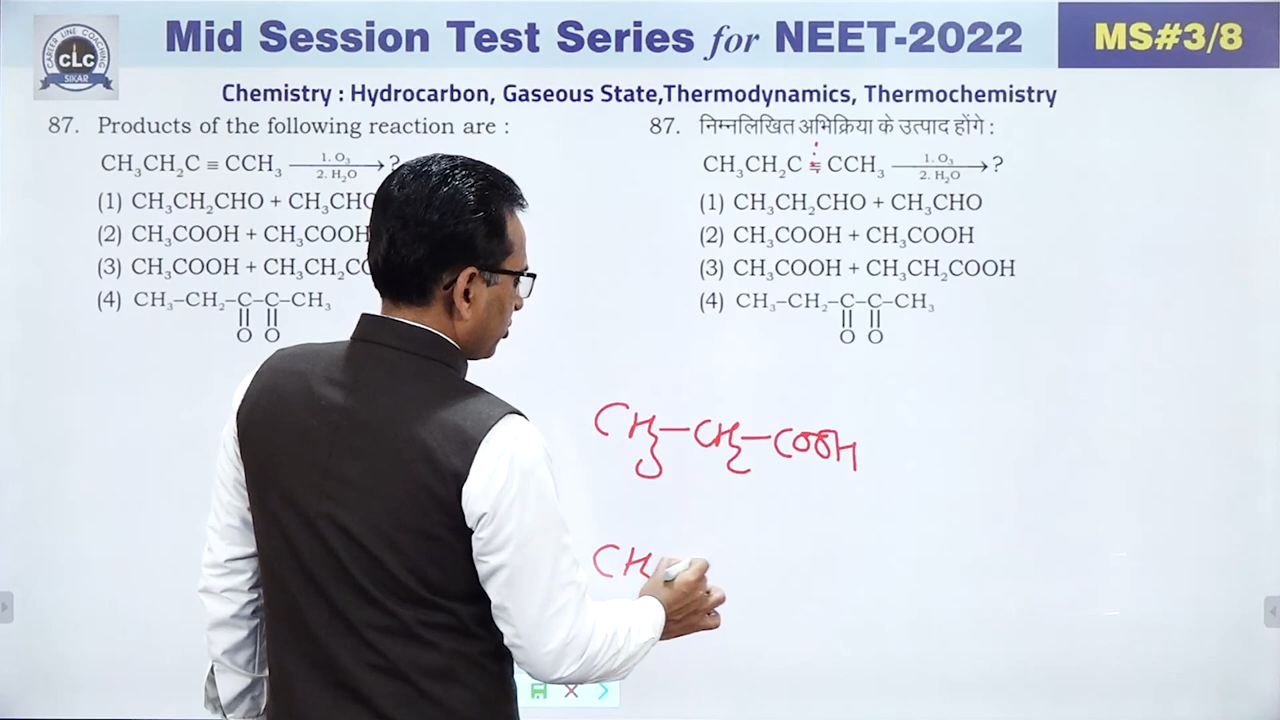 Mid Session Test Series for NEET-2022
MS#3/8
CAREER LINE COACHING
CLC
SIKAR
Chemistry : Hydrocarbon, Gaseous State,Thermodynamics, Thermochemistry
87. Products of the following reaction are :
CH₃CH₂C ≡ CCH₃ 1. O₃ 2. H₂O → ?
(1) CH₃CH₂CHO + CH₃CHO
(2) CH₃COOH + CH₃COOH
(3) CH₃COOH + CH₃CH₂CO
(4) CH₃–CH₂–C–C–CH₃
O O
87. निम्नलिखित अभिक्रिया के उत्पाद होंगे :
CH₃CH₂C ≡ CCH₃ 1. O₃ 2. H₂O → ?
(1) CH₃CH₂CHO + CH₃CHO
(2) CH₃COOH + CH₃COOH
(3) CH₃COOH + CH₃CH₂COOH
(4) CH₃–CH₂–C–C–CH₃
O O
CH₃–CH₂–COOH
CH